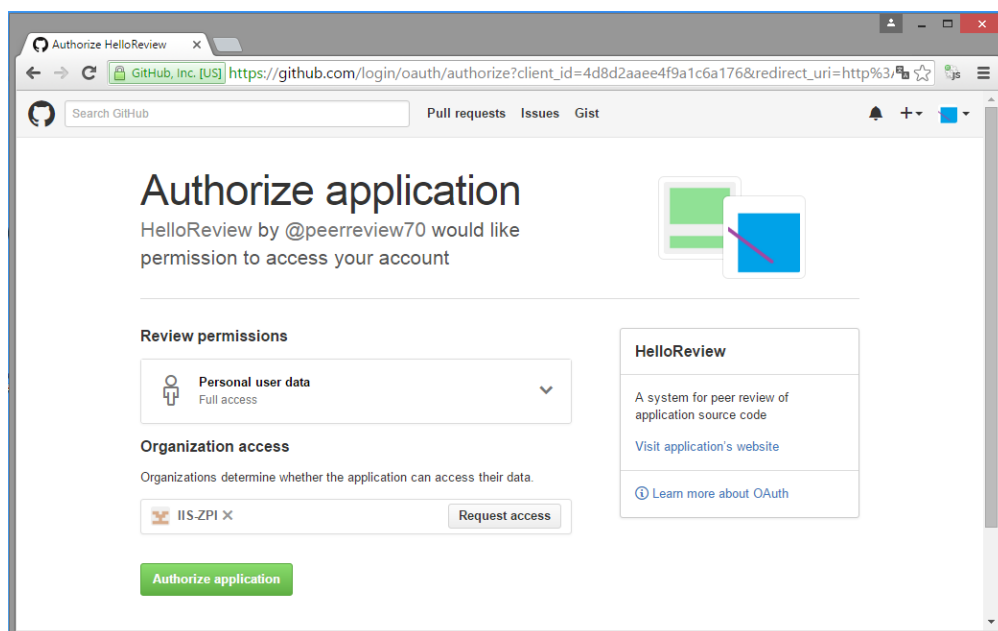 Authorize HelloReview
GitHub, Inc. [US] https://github.com/login/oauth/authorize?client_id=4d8d2aaee4f9a1c6a176&redirect_uri=http%3/
js
Search GitHub
Pull requests Issues Gist
Authorize application
HelloReview by @peerreview70 would like
permission to access your account
Review permissions
Personal user data
Full access
Organization access
Organizations determine whether the application can access their data.
IIS-ZPI
Request access
Authorize application
HelloReview
A system for peer review of
application source code
Visit application's website
Learn more about OAuth